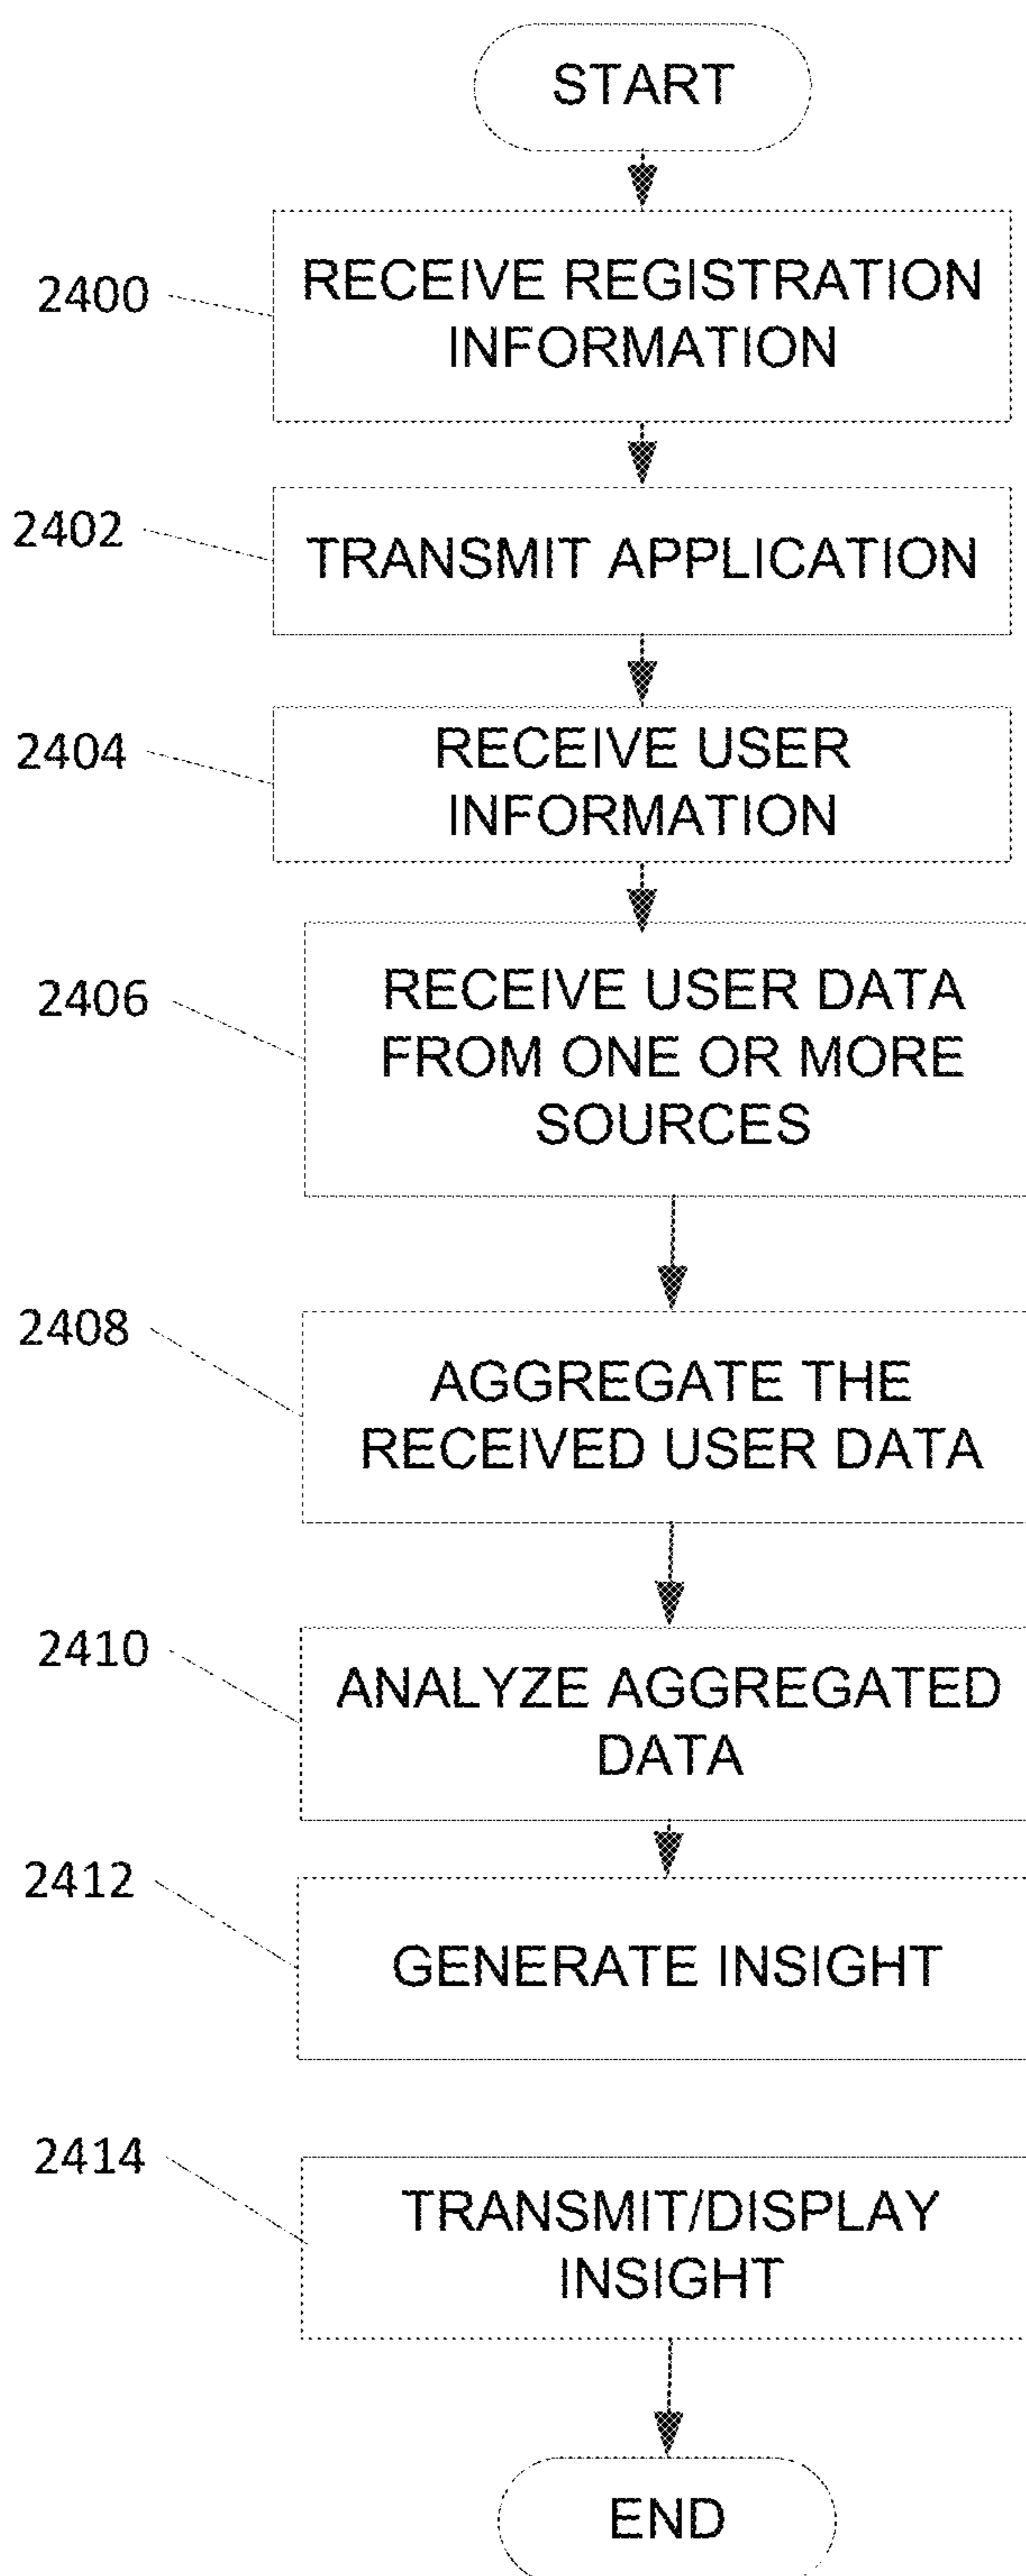 START
2400
RECEIVE REGISTRATION
INFORMATION
2402
TRANSMIT APPLICATION
2404
RECEIVE USER
INFORMATION
2406
RECEIVE USER DATA
FROM ONE OR MORE
SOURCES
2408
AGGREGATE THE
RECEIVED USER DATA
2410
ANALYZE AGGREGATED
DATA
2412
GENERATE INSIGHT
2414
TRANSMIT/DISPLAY
INSIGHT
END